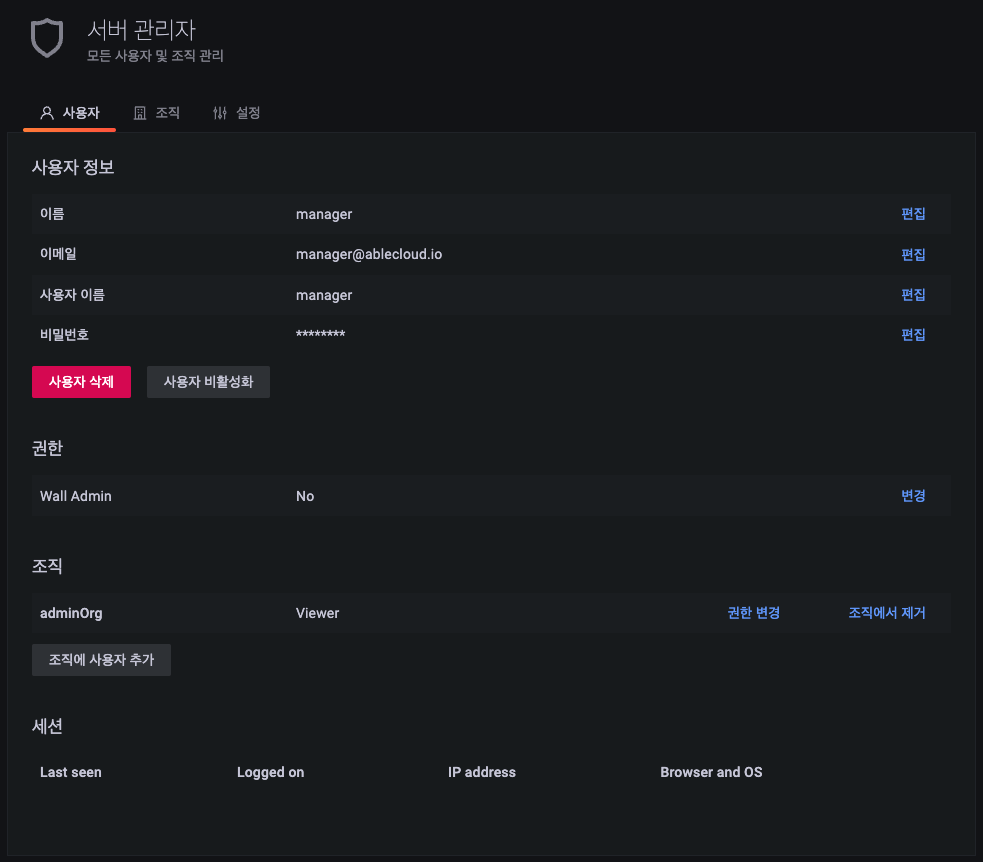 서버 관리자
모든 사용자 및 조직 관리
사용자 조직 설정
사용자 정보
이름 manager 편집
이메일 manager@ablecloud.io 편집
사용자 이름 manager 편집
비밀번호 ******** 편집
사용자 삭제 사용자 비활성화
권한
Wall Admin No 변경
조직
adminOrg Viewer 권한 변경 조직에서 제거
조직에 사용자 추가
세션
Last seen Logged on IP address Browser and OS